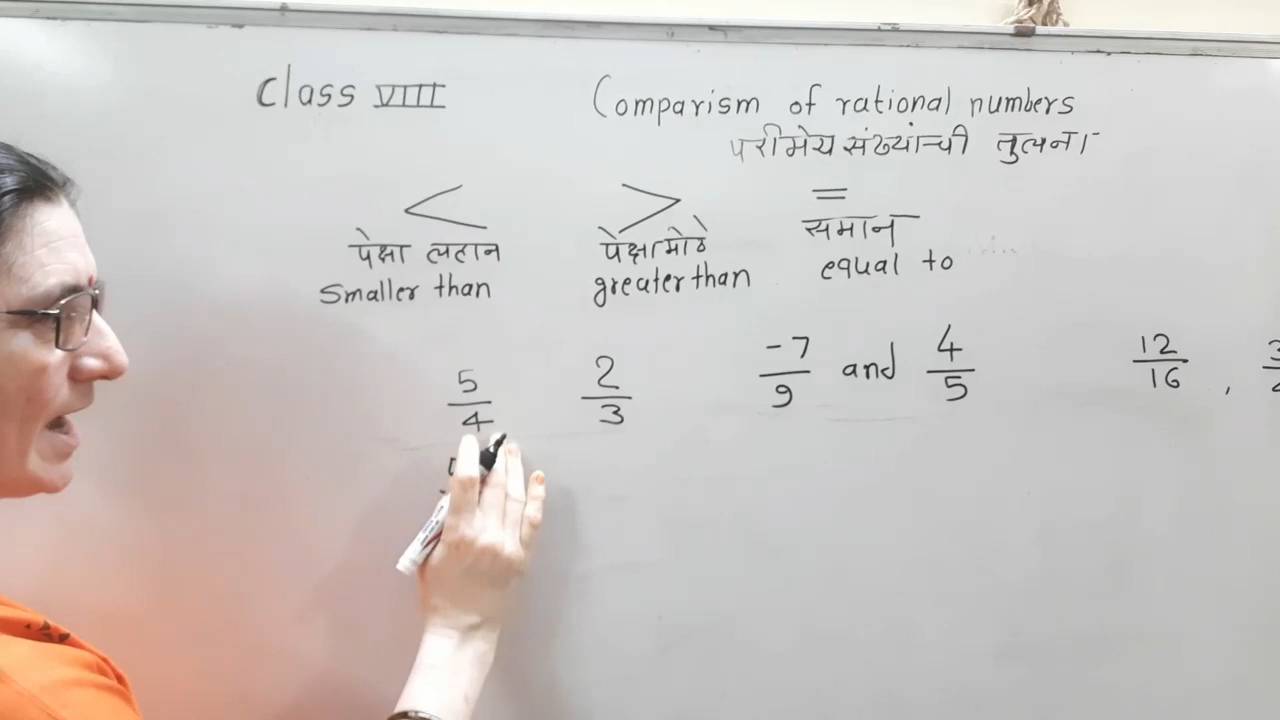 Class VIII
Comparism of rational numbers
परीमेय संख्यांची तुलना
< > =
पेक्षा लहान पेक्षा मोठे समान
Smaller than greater than equal to
5/4 2/3 -7/9 and 4/5 12/16 ,